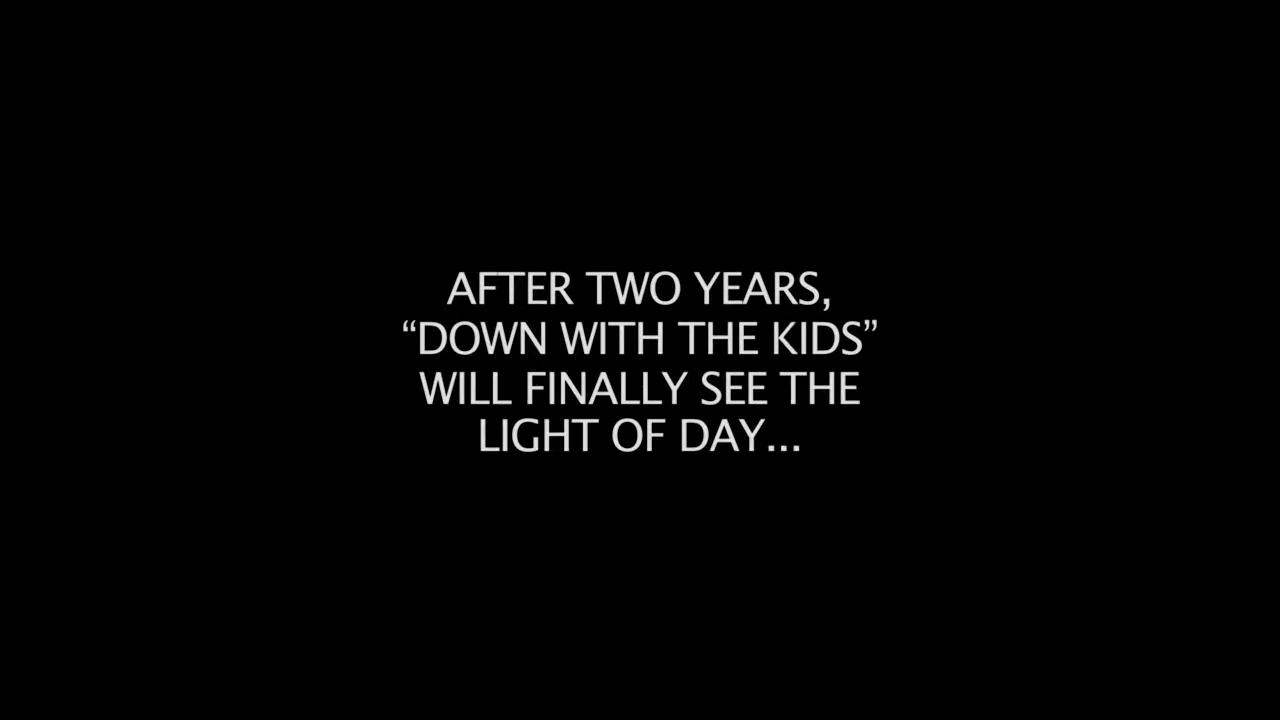 AFTER TWO YEARS,
“DOWN WITH THE KIDS”
WILL FINALLY SEE THE
LIGHT OF DAY...